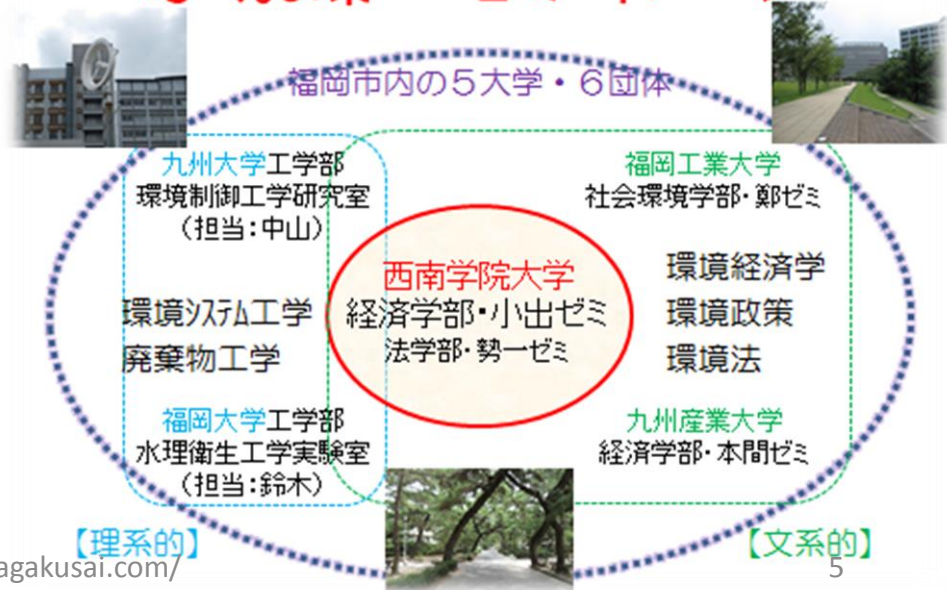 福岡市内の５大学・６団体
九州大学工学部
環境制御工学研究室
（担当：中山）
環境システム工学
廃棄物工学
福岡大学工学部
水理衛生工学実験室
（担当：鈴木）
【理系的】
西南学院大学
経済学部・小出ゼミ
法学部・勢一ゼミ
福岡工業大学
社会環境学部・鄭ゼミ
環境経済学
環境政策
環境法
九州産業大学
経済学部・本間ゼミ
【文系的】
agakusai.com/
5